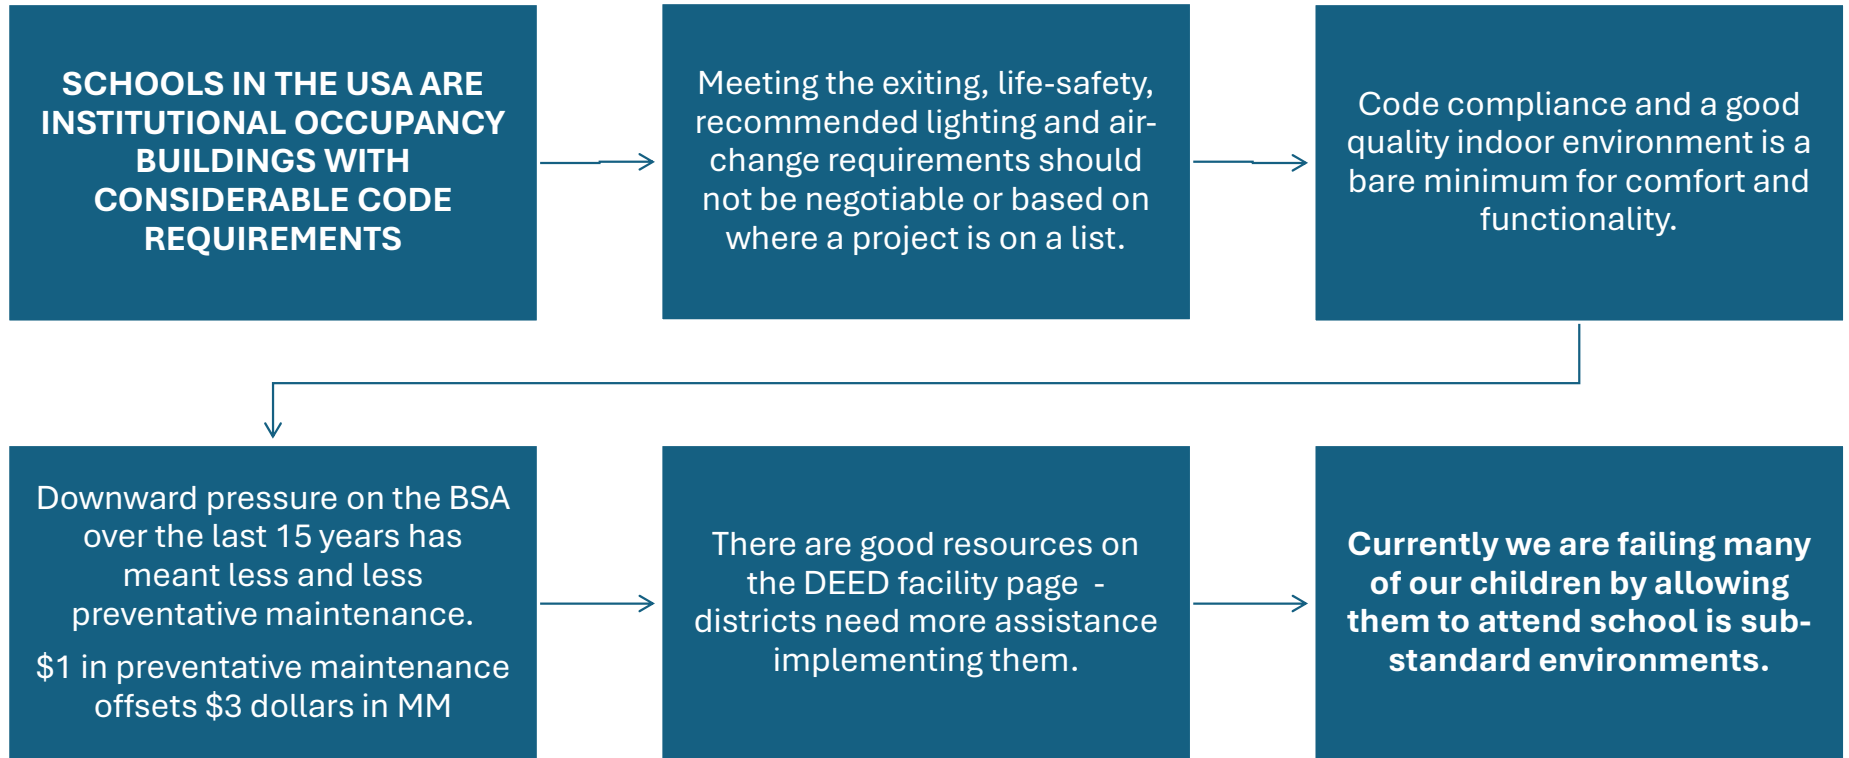 SCHOOLS IN THE USA ARE
INSTITUTIONAL OCCUPANCY
BUILDINGS WITH
CONSIDERABLE CODE
REQUIREMENTS
Meeting the exiting, life-safety,
recommended lighting and air-
change requirements should
not be negotiable or based on
where a project is on a list.
Code compliance and a good
quality indoor environment is a
bare minimum for comfort and
functionality.
Downward pressure on the BSA
over the last 15 years has
meant less and less
preventative maintenance.
$1 in preventative maintenance
offsets $3 dollars in MM
There are good resources on
the DEED facility page  -
districts need more assistance
implementing them.
Currently we are failing many
of our children by allowing
them to attend school is sub-
standard environments.